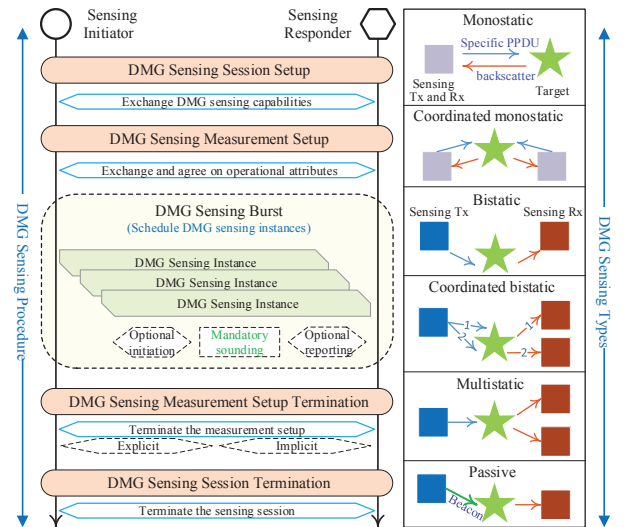 Sensing
Initiator
Sensing
Responder
DMG Sensing Procedure
DMG Sensing Session Setup
Exchange DMG sensing capabilities
DMG Sensing Measurement Setup
Exchange and agree on operational attributes
DMG Sensing Burst
(Schedule DMG sensing instances)
DMG Sensing Instance
DMG Sensing Instance
DMG Sensing Instance
Optional
initiation
Mandatory
sounding
Optional
reporting
DMG Sensing Measurement Setup Termination
Terminate the measurement setup
Explicit
Implicit
DMG Sensing Session Termination
Terminate the sensing session
Monostatic
Specific PPDU
backscatter
Sensing
Tx and Rx
Target
Coordinated monostatic
Bistatic
Sensing Tx
Sensing Rx
Coordinated bistatic
1
2
1
2
Multistatic
Passive
Beacon
DMG Sensing Types